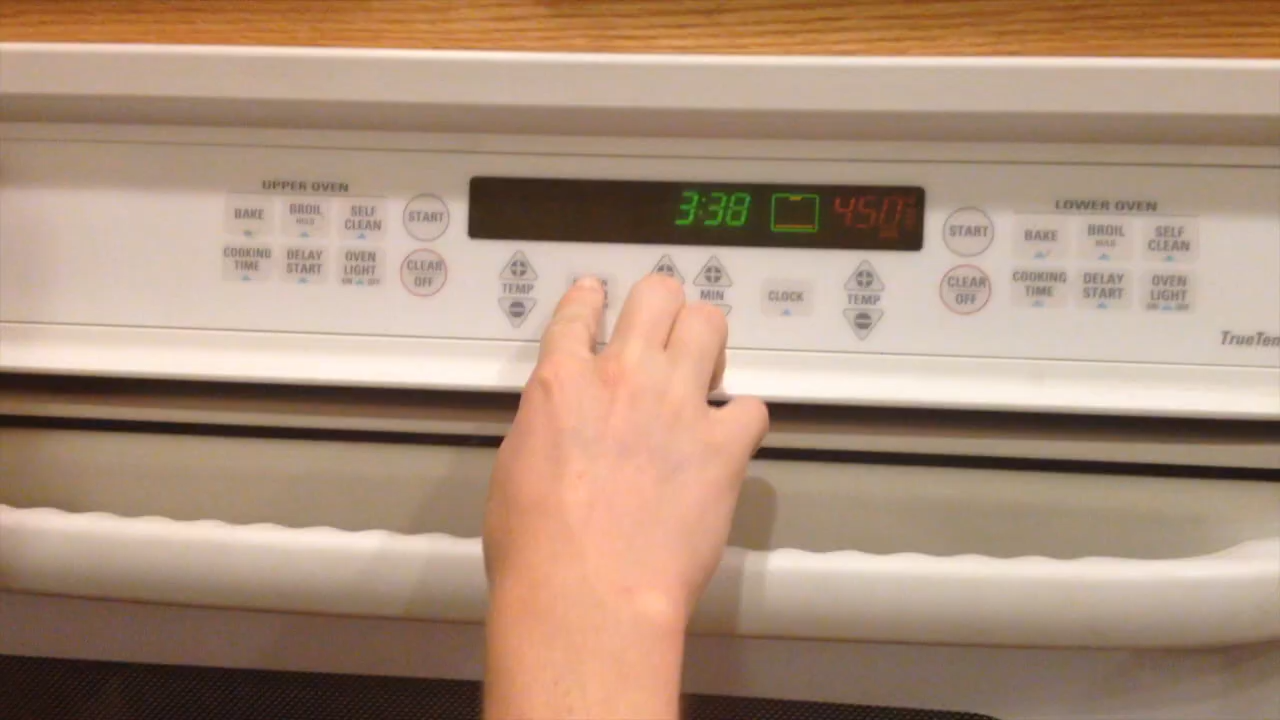 UPPER OVEN
BAKE
BROIL
HI/LO
SELF
CLEAN
START
COOKING
TIME
DELAY
START
OVEN
LIGHT
ON OFF
CLEAR
OFF
3:38
450
TEMP
MIN
CLOCK
TEMP
START
CLEAR
OFF
LOWER OVEN
BAKE
BROIL
HI/LO
SELF
CLEAN
COOKING
TIME
DELAY
START
OVEN
LIGHT
ON OFF
TrueTem